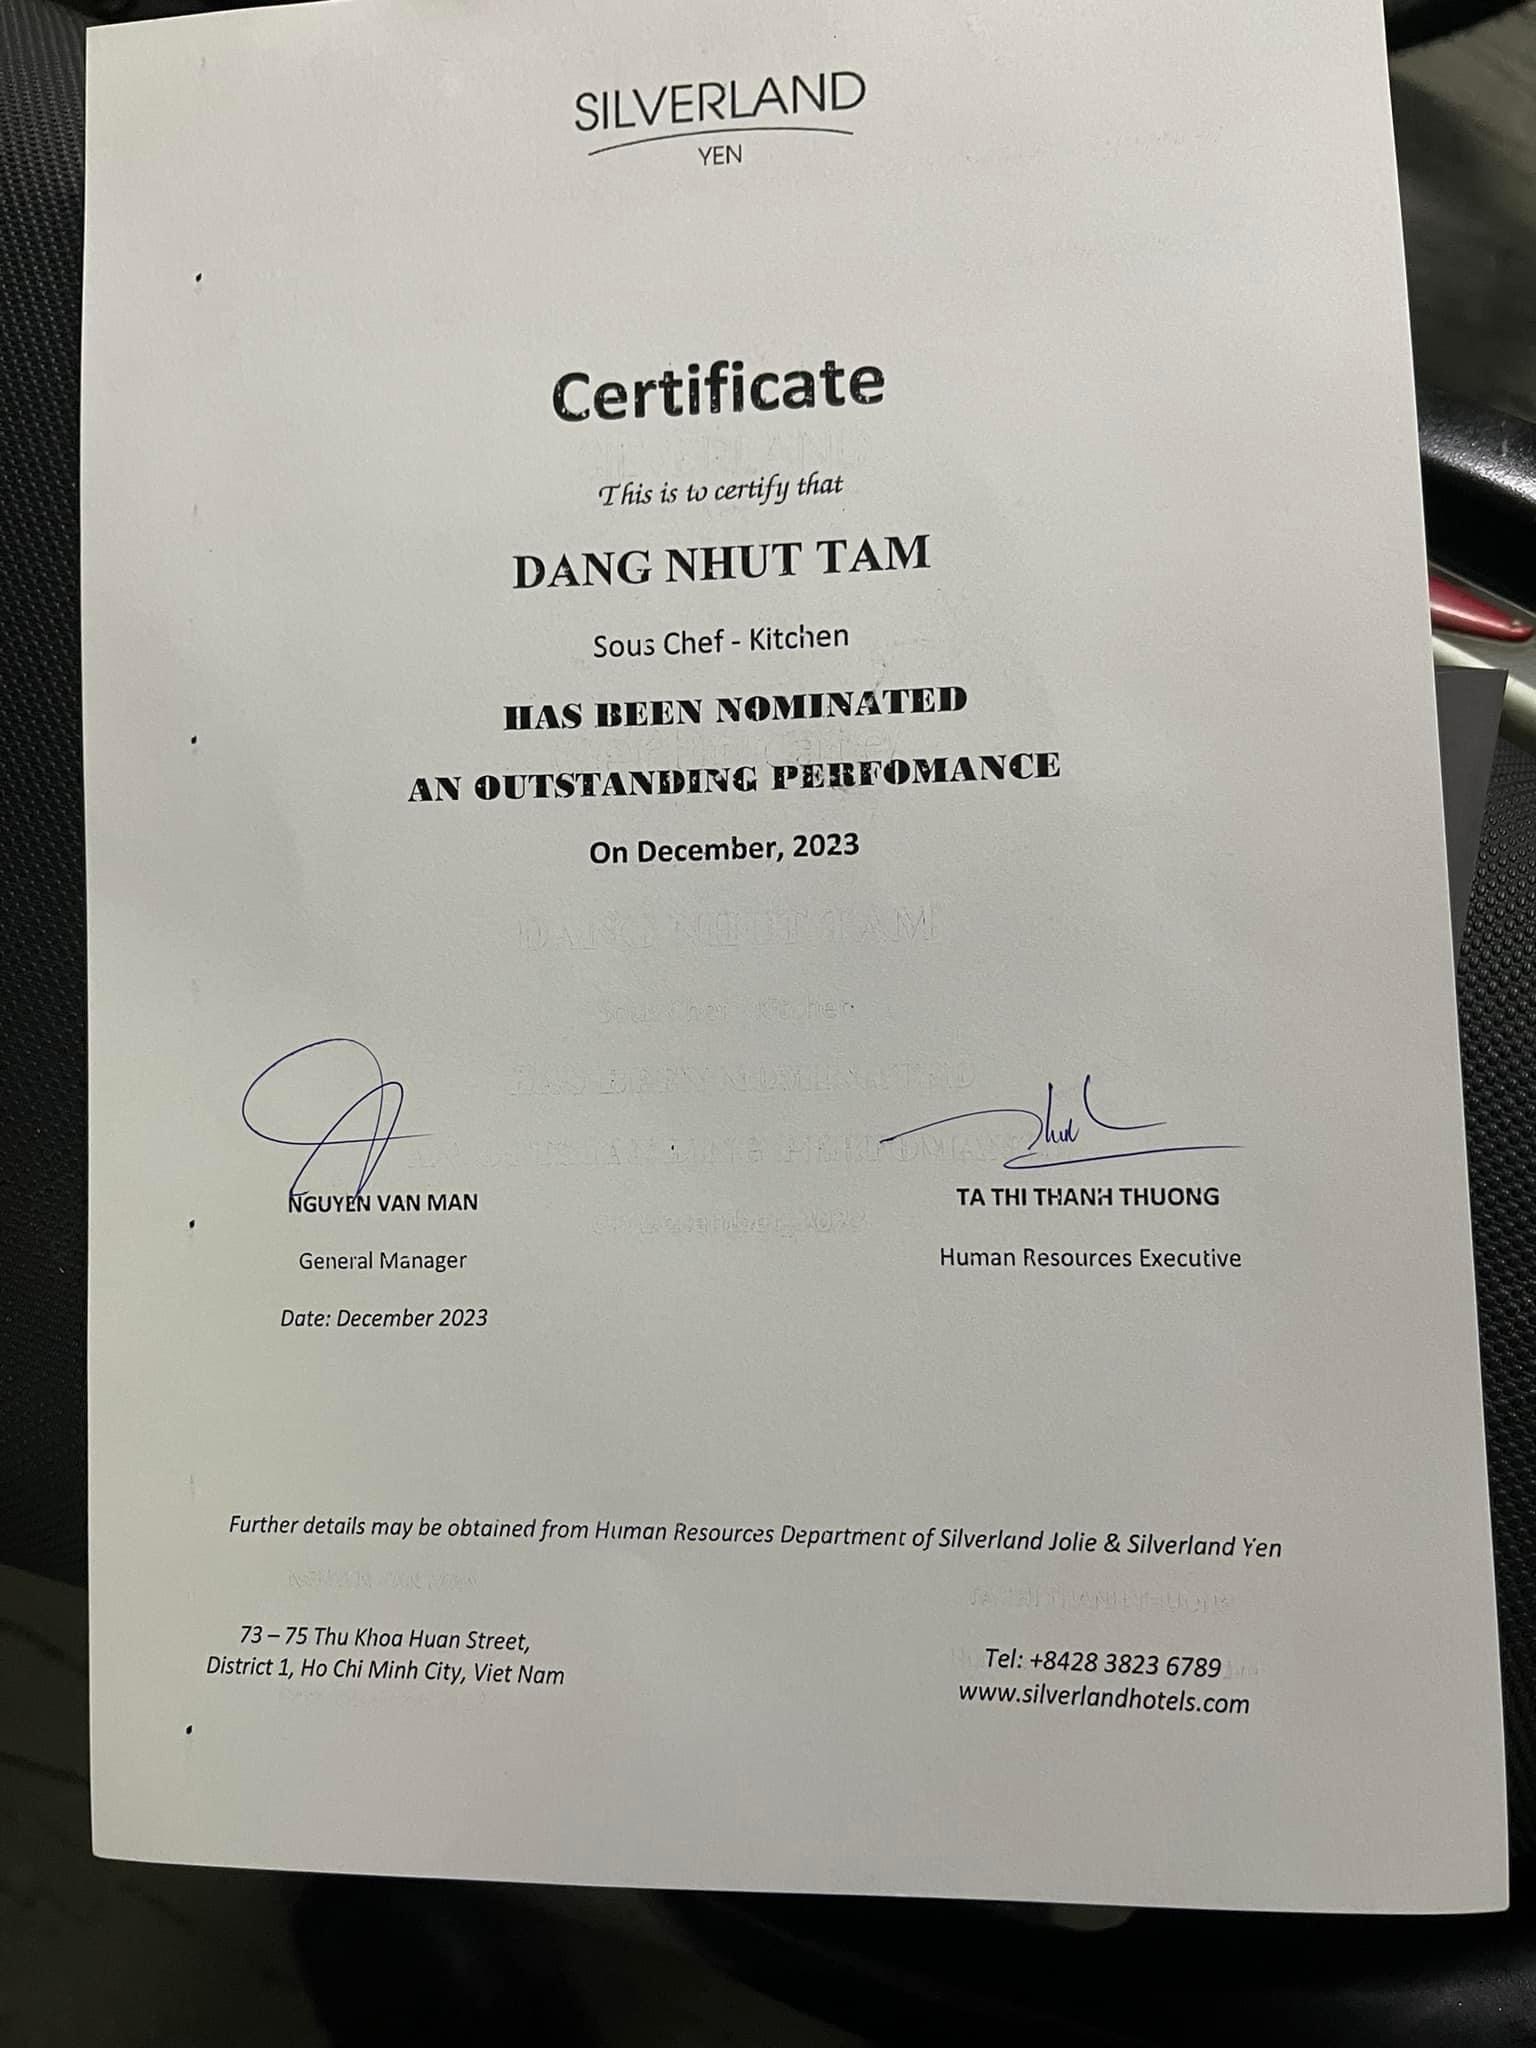 SILVERLAND
YEN
Certificate
This is to certify that
DANG NHUT TAM
Sous Chef - Kitchen
HAS BEEN NOMINATED
AN OUTSTANDING PERFOMANCE
On December, 2023
NGUYEN VAN MAN
TA THI THANH THUONG
General Manager
Human Resources Executive
Date: December 2023
Further details may be obtained from Human Resources Department of Silverland Jolie & Silverland Yen
73 – 75 Thu Khoa Huan Street,
District 1, Ho Chi Minh City, Viet Nam
Tel: +8428 3823 6789
www.silverlandhotels.com